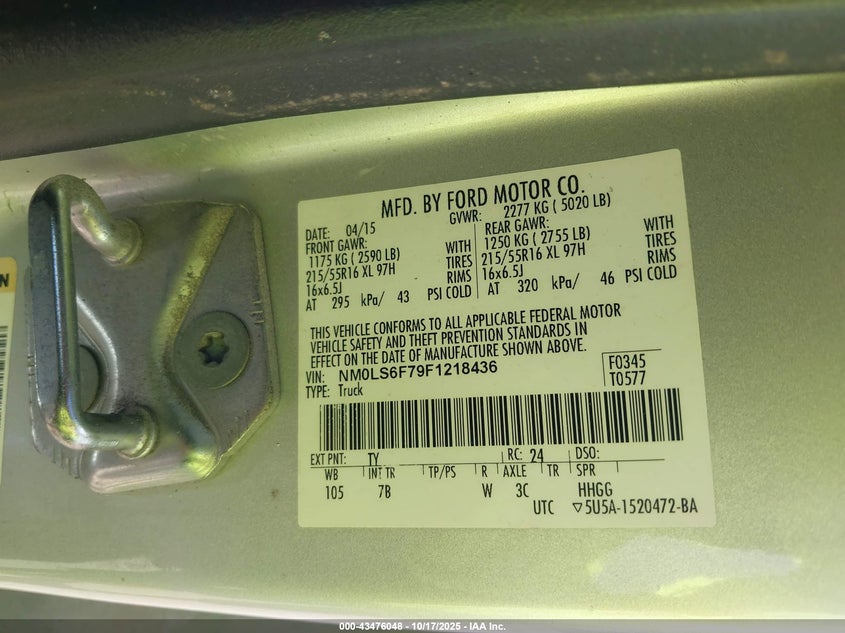 MFD. BY FORD MOTOR CO.
DATE: 04/15 GVWR: 2277 KG ( 5020 LB)
FRONT GAWR: REAR GAWR:
1175 KG ( 2590 LB) WITH 1250 KG ( 2755 LB) WITH
215/55R16 XL 97H TIRES 215/55R16 XL 97H TIRES
16x6.5J RIMS 16x6.5J RIMS
AT 295 kPa/ 43 PSI COLD AT 320 kPa/ 46 PSI COLD
THIS VEHICLE CONFORMS TO ALL APPLICABLE FEDERAL MOTOR
VEHICLE SAFETY AND THEFT PREVENTION STANDARDS IN
EFFECT ON THE DATE OF MANUFACTURE SHOWN ABOVE.
VIN: NM0LS6F79F1218436 F0345
TYPE: Truck T0577
EXT PNT: TY RC: 24 DSO:
WB INT TR TP/PS R AXLE TR SPR
105 7B W 3C HHGG
UTC ▽5U5A-1520472-BA
N
000-43476048 - 10/17/2025 - IAA Inc.